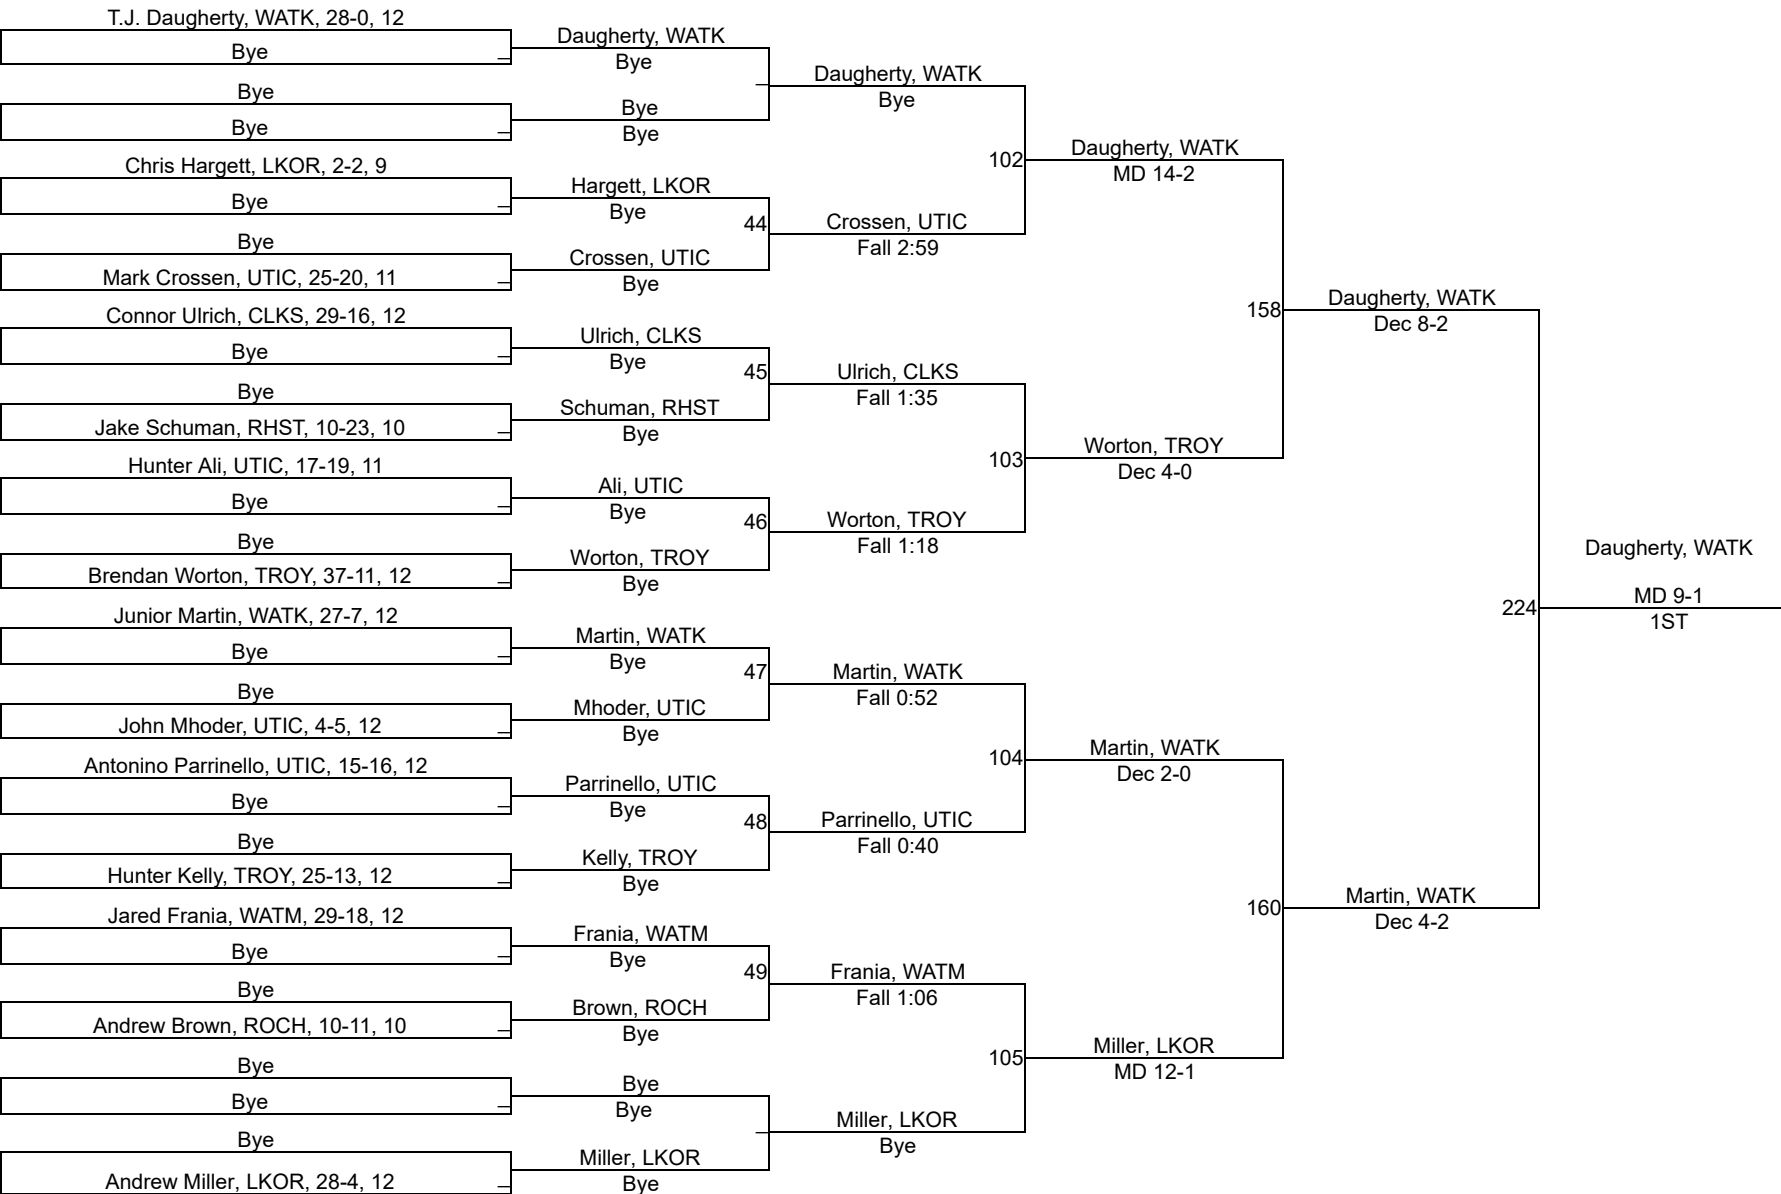 T.J. Daugherty, WATK, 28-0, 12
Bye
Bye
Bye
Chris Hargett, LKOR, 2-2, 9
Bye
Bye
Mark Crossen, UTIC, 25-20, 11
Connor Ulrich, CLKS, 29-16, 12
Bye
Bye
Jake Schuman, RHST, 10-23, 10
Hunter Ali, UTIC, 17-19, 11
Bye
Bye
Brendan Worton, TROY, 37-11, 12
Junior Martin, WATK, 27-7, 12
Bye
Bye
John Mhoder, UTIC, 4-5, 12
Antonino Parrinello, UTIC, 15-16, 12
Bye
Bye
Hunter Kelly, TROY, 25-13, 12
Jared Frania, WATM, 29-18, 12
Bye
Bye
Andrew Brown, ROCH, 10-11, 10
Bye
Bye
Bye
Andrew Miller, LKOR, 28-4, 12
Daugherty, WATK
Bye
Bye
Bye
Hargett, LKOR
Bye
44
Crossen, UTIC
Bye
Ulrich, CLKS
Bye
45
Schuman, RHST
Bye
Ali, UTIC
Bye
46
Worton, TROY
Bye
Martin, WATK
Bye
47
Mhoder, UTIC
Bye
Parrinello, UTIC
Bye
48
Kelly, TROY
Bye
Frania, WATM
Bye
49
Brown, ROCH
Bye
Bye
Bye
Miller, LKOR
Bye
Daugherty, WATK
Bye
102
Crossen, UTIC
Fall 2:59
Ulrich, CLKS
Fall 1:35
103
Worton, TROY
Fall 1:18
Martin, WATK
Fall 0:52
104
Parrinello, UTIC
Fall 0:40
Frania, WATM
Fall 1:06
105
Miller, LKOR
Bye
Daugherty, WATK
MD 14-2
158
Worton, TROY
Dec 4-0
Martin, WATK
Dec 2-0
160
Miller, LKOR
MD 12-1
Daugherty, WATK
Dec 8-2
224
Martin, WATK
Dec 4-2
Daugherty, WATK
MD 9-1
1ST